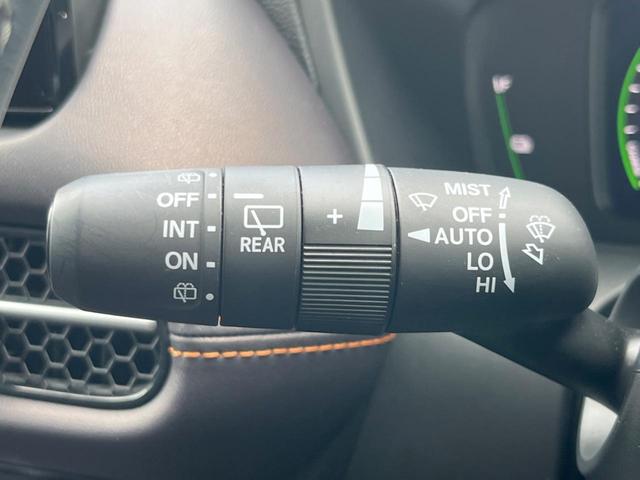 OFF
INT
ON
REAR
+
MIST
OFF
AUTO
LO
HI